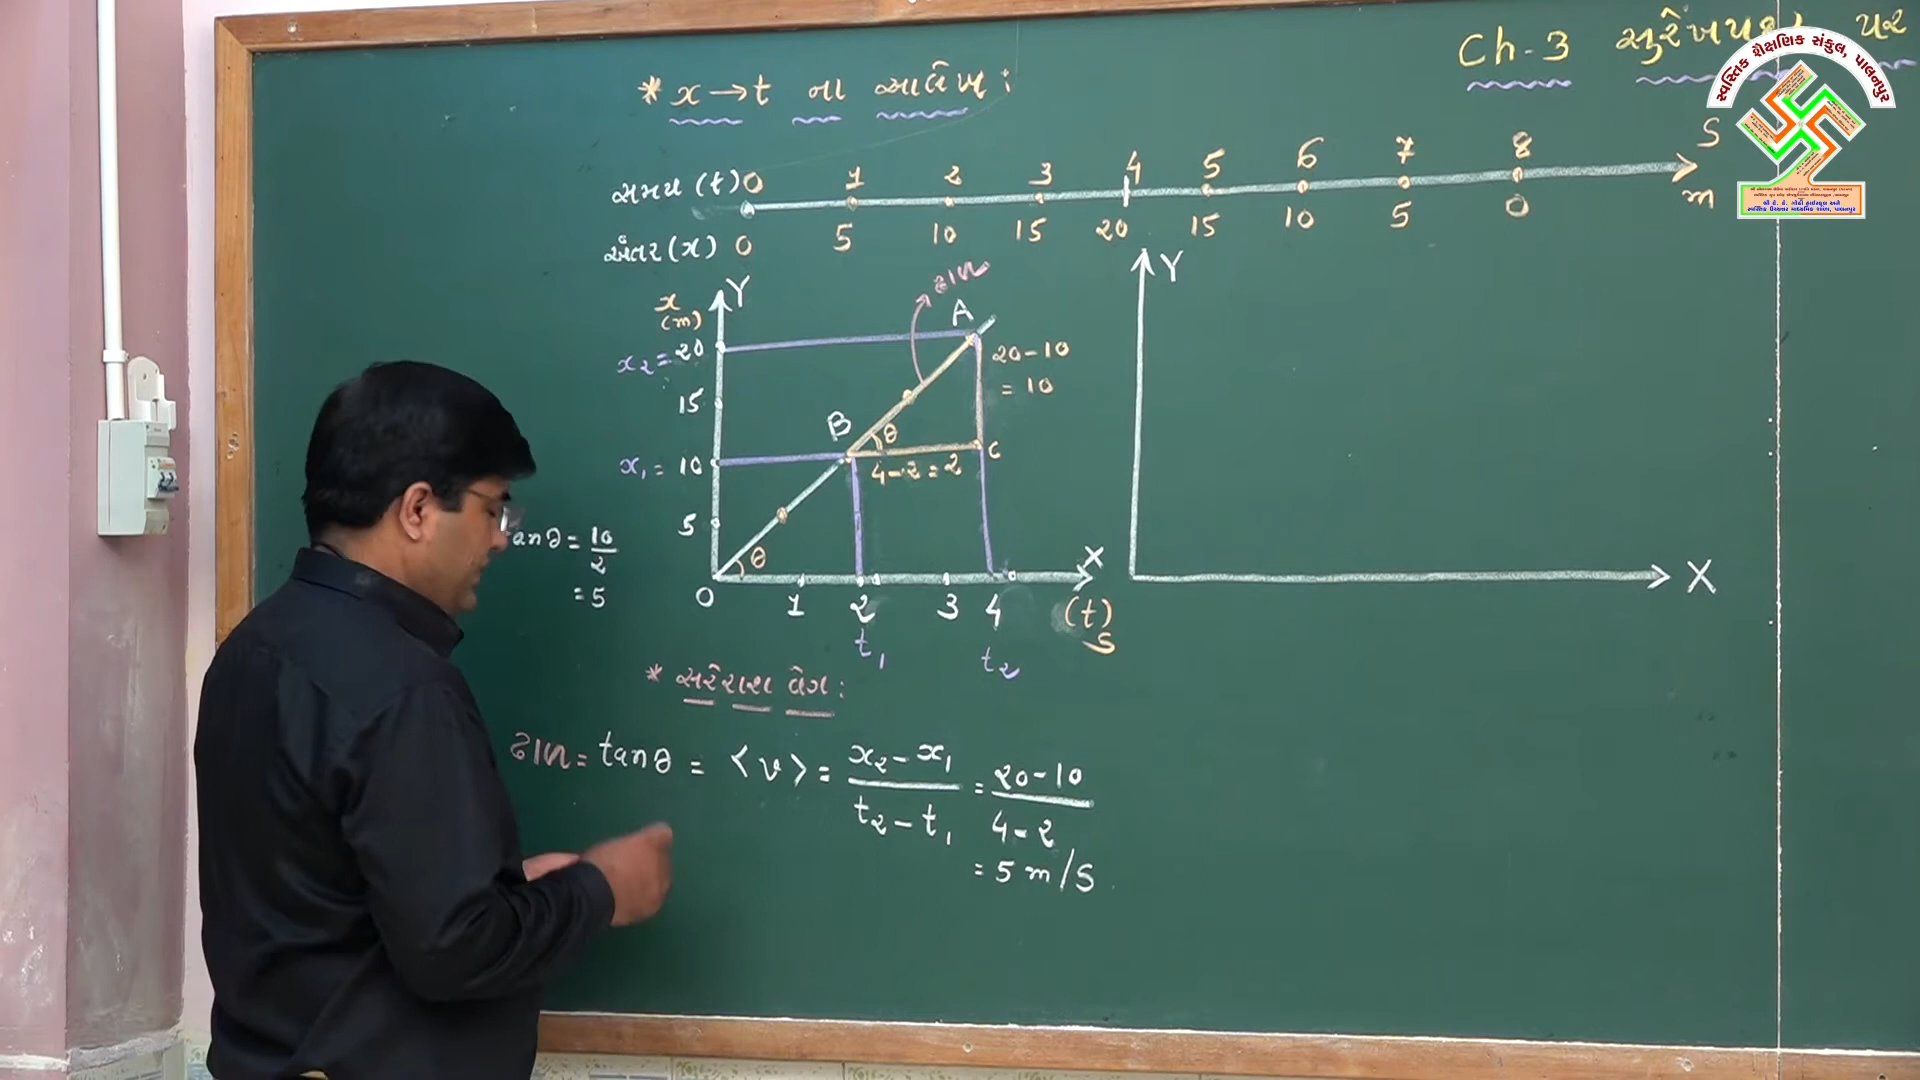 Ch-3 સુરેખપથ પર
* x → t ના આલેખ :
સ્વસ્તિક શૈક્ષણિક સંકુલ, પાલનપુર
સમય (t) 0 1 2 3 4 5 6 7 8 S
અંતર (x) 0 5 10 15 20 15 10 5 0 m
x (m) Y
ઢાળ
A
x₂ = 20
20 - 10
= 10
15
B θ
x₁ = 10
4 - 2 = 2
C
5
θ
tanθ = 10/2
= 5
0 1 2 3 4 X (t) S
t₁ t₂
Y
X
* સરેરાશ વેગ :
ઢાળ = tanθ = <v> = x₂ - x₁ / t₂ - t₁ = 20 - 10 / 4 - 2
= 5 m/s